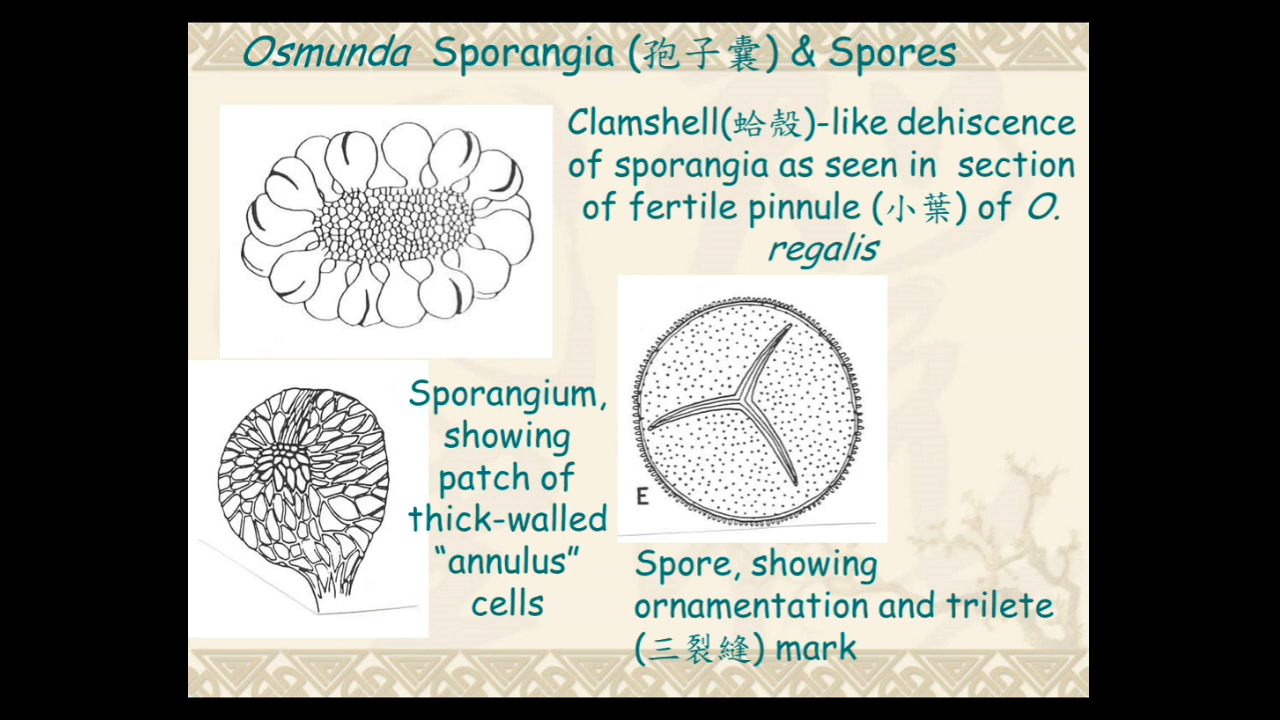 Osmunda Sporangia (孢子囊) & Spores
Clamshell(蛤殼)-like dehiscence
of sporangia as seen in section
of fertile pinnule (小葉) of O.
regalis
Sporangium,
showing
patch of
thick-walled
“annulus”
cells
E
Spore, showing
ornamentation and trilete
(三裂縫) mark